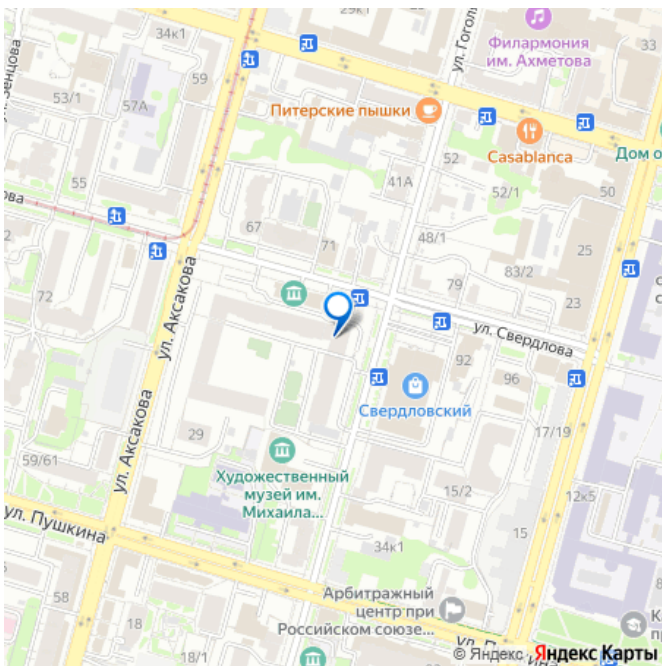 29к1
34к1
33
Филармония
им. Ахметова
ул. Гоголя
59
53/1
57А
Питерские пышки
Casablanca
52
Дом о
55
41А
52/1
50
67
71
48/1
25
ова
83/2
79
72
ул. Аксакова
23
ул. Свердлова
92
96
Свердловский
ул. Аксакова
29
17/19
59/61
Художественный
музей им.
Михаила...
15/2
12к5
ул. Пушкина
15
34к1
58
Арбитражный
центр при
Российском союзе...
18
18/1
© Яндекс
Яндекс Карты